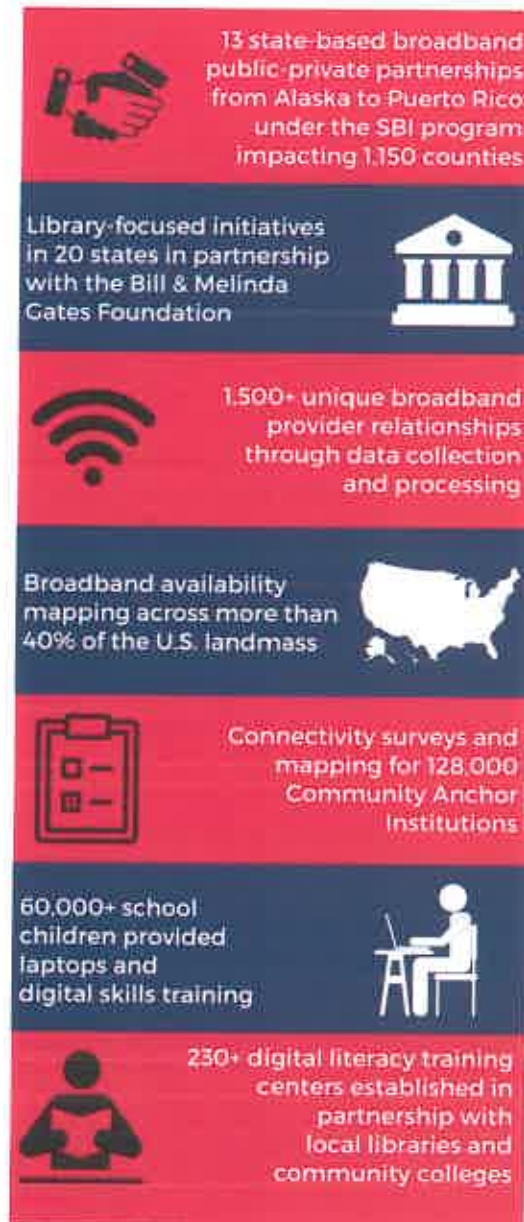 13 state-based broadband
public-private partnerships
from Alaska to Puerto Rico
under the SBI program
impacting 1,150 counties
Library-focused initiatives
in 20 states in partnership
with the Bill & Melinda
Gates Foundation
1,500+ unique broadband
provider relationships
through data collection
and processing
Broadband availability
mapping across more than
40% of the U.S. landmass
Connectivity surveys and
mapping for 128,000
Community Anchor
Institutions
60,000+ school
children provided
laptops and
digital skills training
230+ digital literacy training
centers established in
partnership with
local libraries and
community colleges